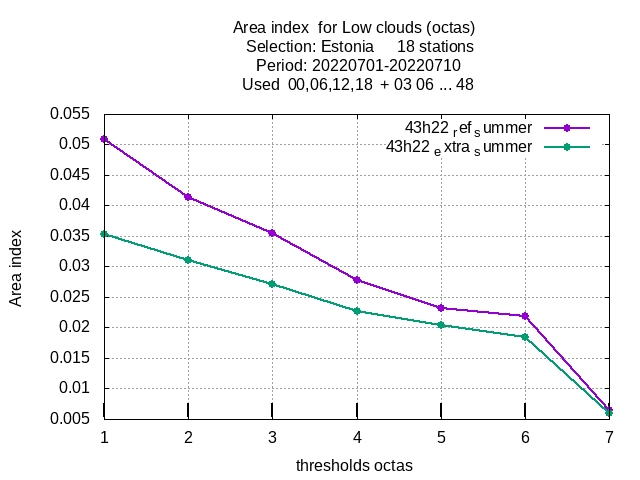 Area index  for Low clouds (octas)
Selection: Estonia     18 stations
Period: 20220701-20220710
Used  00,06,12,18  + 03 06 ... 48
43h22 ref summer
43h22 extra summer
0.055
0.05
0.045
0.04
0.035
0.03
0.025
0.02
0.015
0.01
0.005
Area index
1 2 3 4 5 6 7
thresholds octas